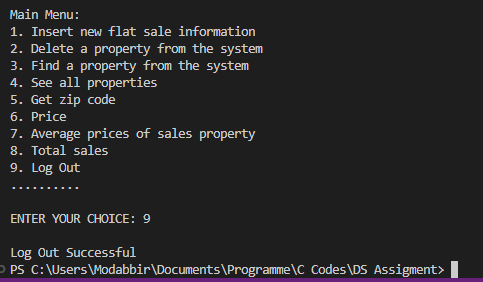 Main Menu:
1. Insert new flat sale information
2. Delete a property from the system
3. Find a property from the system
4. See all properties
5. Get zip code
6. Price
7. Average prices of sales property
8. Total sales
9. Log Out
..........
ENTER YOUR CHOICE: 9
Log Out Successful
PS C:\Users\Modabbir\Documents\Programme\C Codes\DS Assigment>